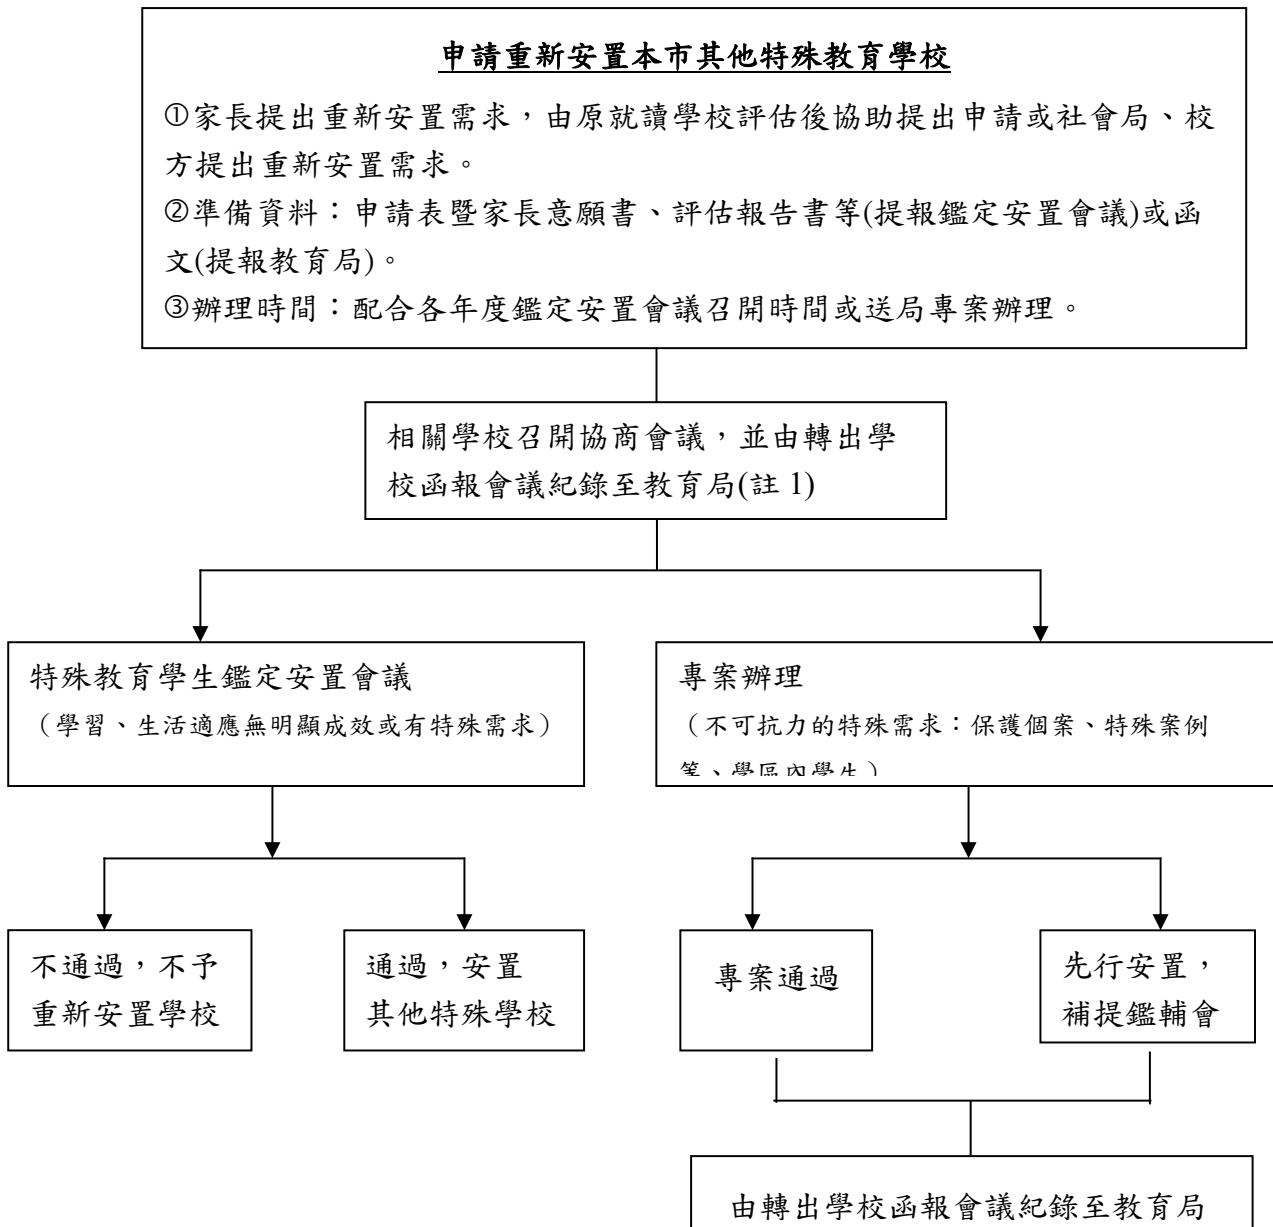 申請重新安置本市其他特殊教育學校
①家長提出重新安置需求，由原就讀學校評估後協助提出申請或社會局、校
方提出重新安置需求。
②準備資料：申請表暨家長意願書、評估報告書等(提報鑑定安置會議)或函
文(提報教育局)。
③辦理時間：配合各年度鑑定安置會議召開時間或送局專案辦理。
相關學校召開協商會議，並由轉出學
校函報會議紀錄至教育局(註 1)
特殊教育學生鑑定安置會議
（學習、生活適應無明顯成效或有特殊需求）
專案辦理
（不可抗力的特殊需求：保護個案、特殊案例
等、學區內學生）
不通過，不予
重新安置學校
通過，安置
其他特殊學校
專案通過
先行安置，
補提鑑輔會
由轉出學校函報會議紀錄至教育局